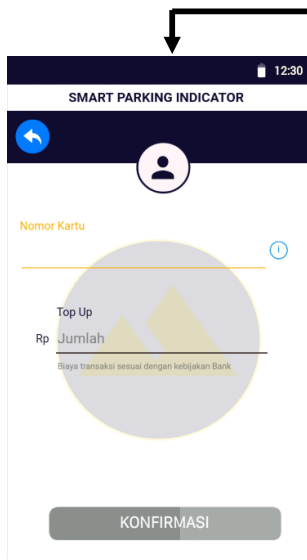 12:30
SMART PARKING INDICATOR
Nomor Kartu
Top Up
Rp Jumlah
Biaya transaksi sesuai dengan kebijakan Bank
KONFIRMASI